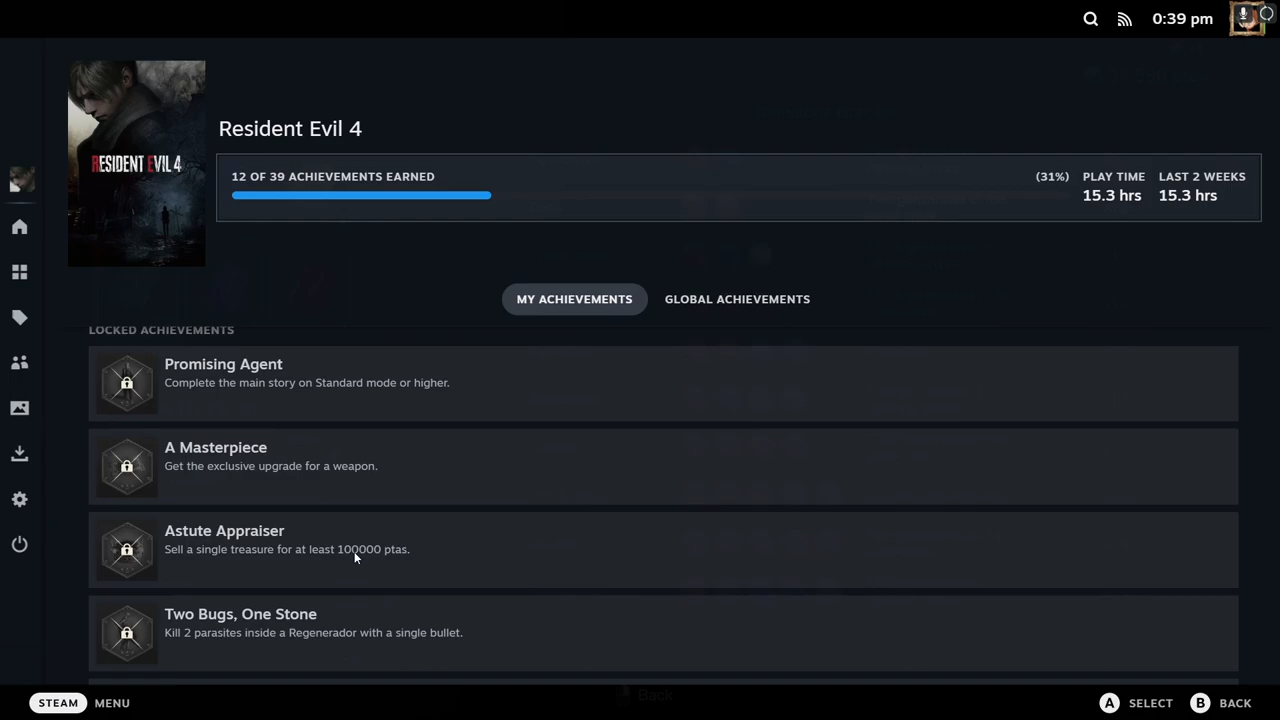 0:39 pm
RESIDENT EVIL 4
Resident Evil 4
12 OF 39 ACHIEVEMENTS EARNED
(31%)
PLAY TIME
LAST 2 WEEKS
15.3 hrs
15.3 hrs
MY ACHIEVEMENTS
GLOBAL ACHIEVEMENTS
LOCKED ACHIEVEMENTS
Promising Agent
Complete the main story on Standard mode or higher.
A Masterpiece
Get the exclusive upgrade for a weapon.
Astute Appraiser
Sell a single treasure for at least 100000 ptas.
Two Bugs, One Stone
Kill 2 parasites inside a Regenerador with a single bullet.
Back
STEAM MENU
A SELECT B BACK